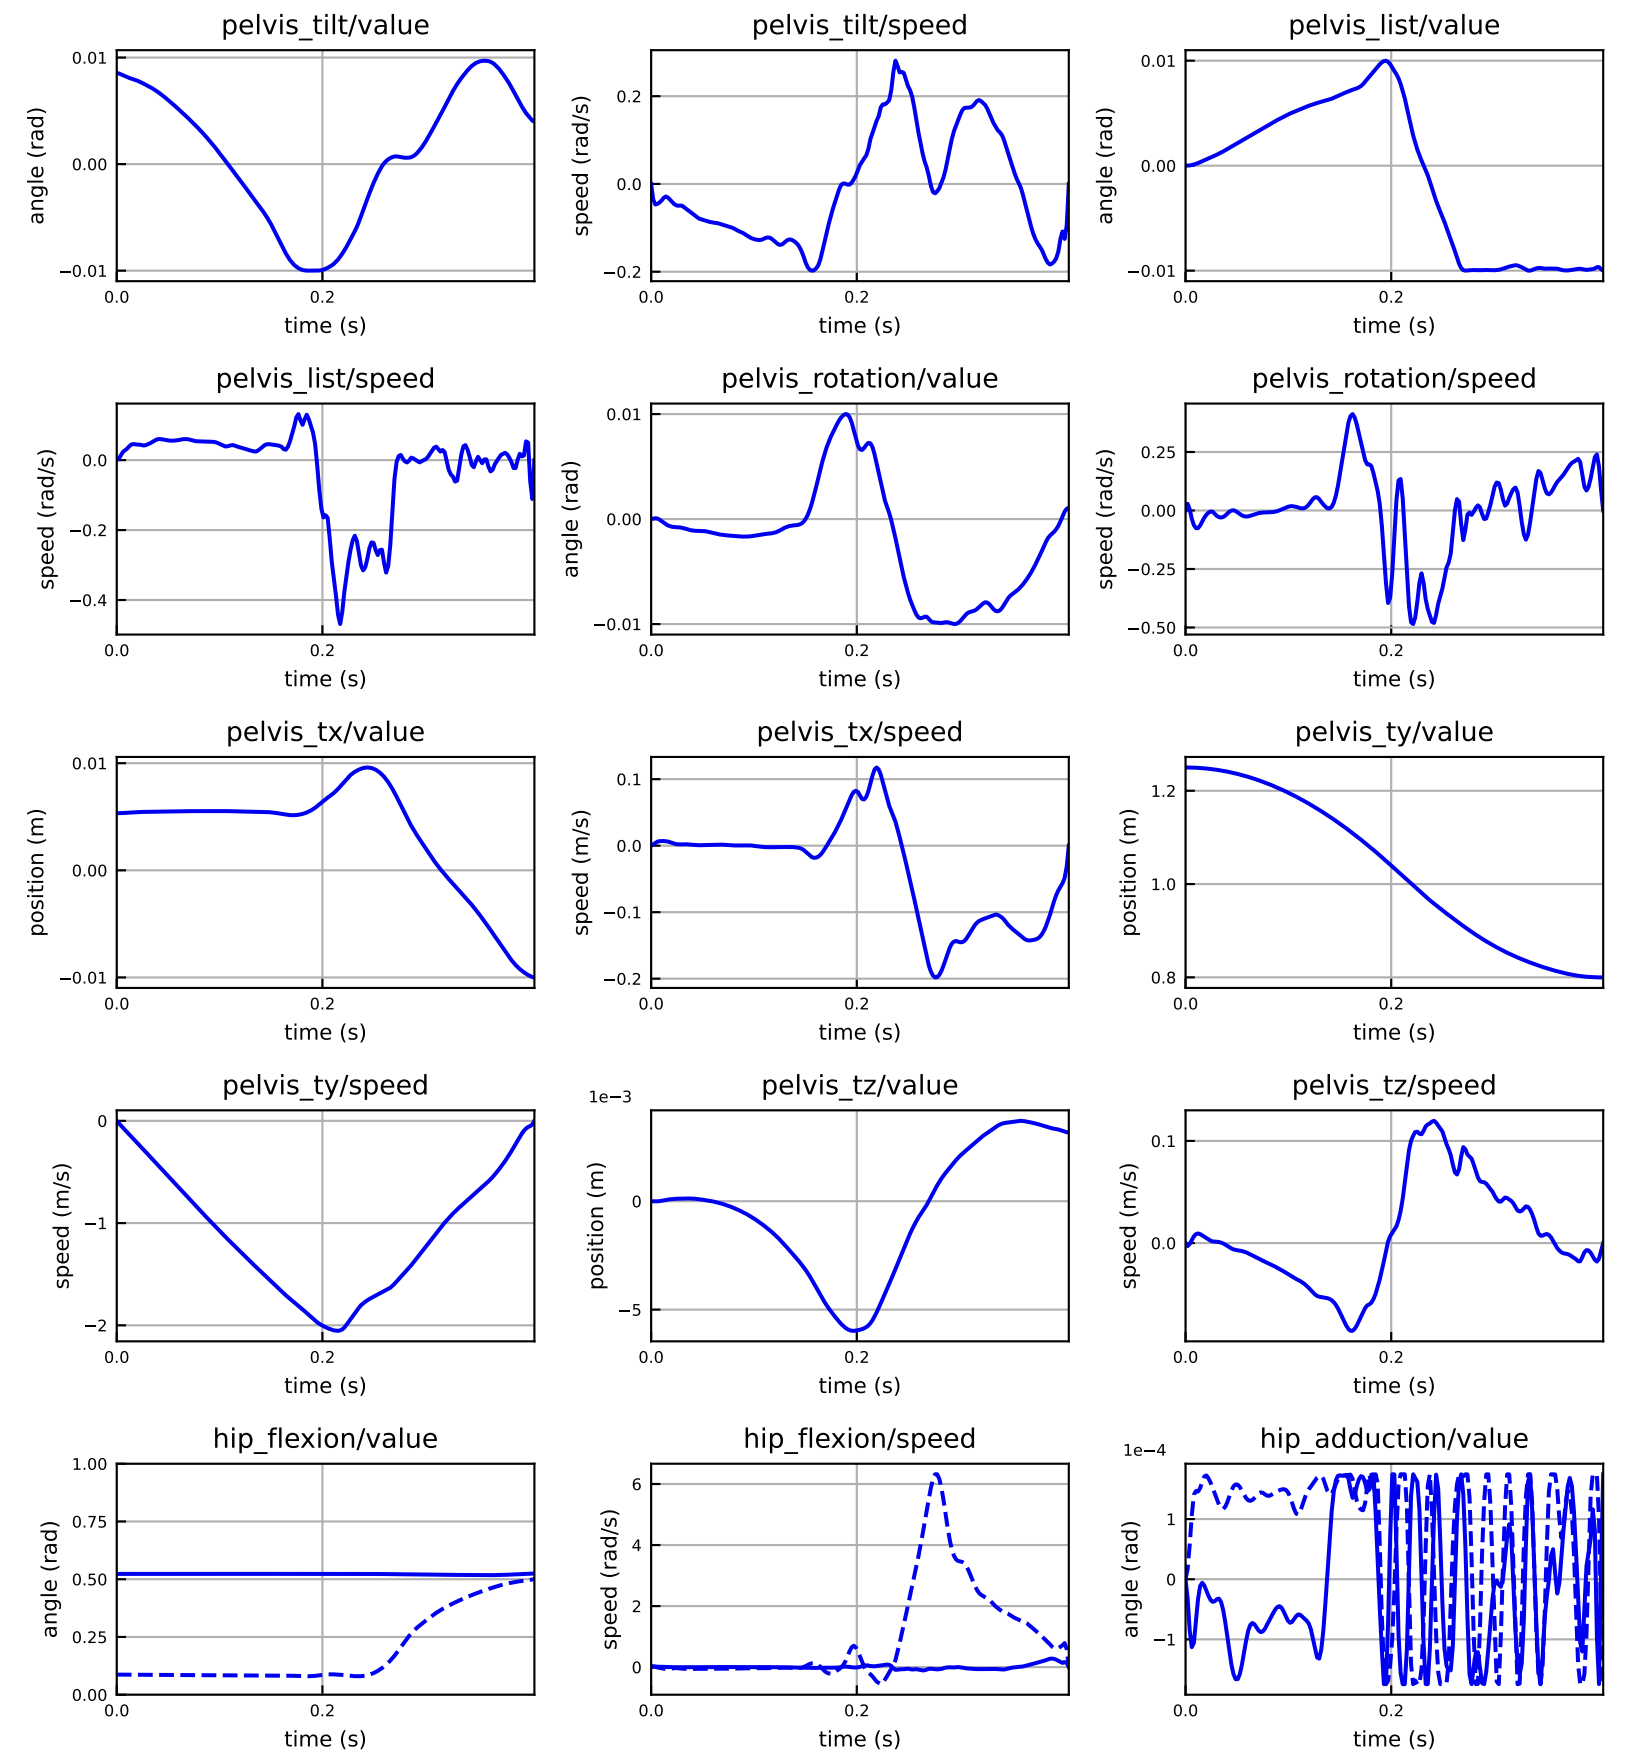 pelvis_tilt/value
pelvis_tilt/speed
pelvis_list/value
angle (rad)
0.01
0.00
−0.01
0.0
0.2
time (s)
speed (rad/s)
0.2
0.0
−0.2
0.0
0.2
time (s)
angle (rad)
0.01
0.00
−0.01
0.0
0.2
time (s)
pelvis_list/speed
pelvis_rotation/value
pelvis_rotation/speed
speed (rad/s)
0.0
−0.2
−0.4
0.0
0.2
time (s)
angle (rad)
0.01
0.00
−0.01
0.0
0.2
time (s)
speed (rad/s)
0.25
0.00
−0.25
−0.50
0.0
0.2
time (s)
pelvis_tx/value
pelvis_tx/speed
pelvis_ty/value
position (m)
0.01
0.00
−0.01
0.0
0.2
time (s)
speed (m/s)
0.1
0.0
−0.1
−0.2
0.0
0.2
time (s)
position (m)
1.2
1.0
0.8
0.0
0.2
time (s)
pelvis_ty/speed
pelvis_tz/value
pelvis_tz/speed
speed (m/s)
0
−1
−2
0.0
0.2
time (s)
1e−3
position (m)
0
−5
0.0
0.2
time (s)
speed (m/s)
0.1
0.0
0.0
0.2
time (s)
hip_flexion/value
hip_flexion/speed
hip_adduction/value
angle (rad)
1.00
0.75
0.50
0.25
0.00
0.0
0.2
time (s)
speed (rad/s)
6
4
2
0
0.0
0.2
time (s)
1e−4
angle (rad)
1
0
−1
0.0
0.2
time (s)